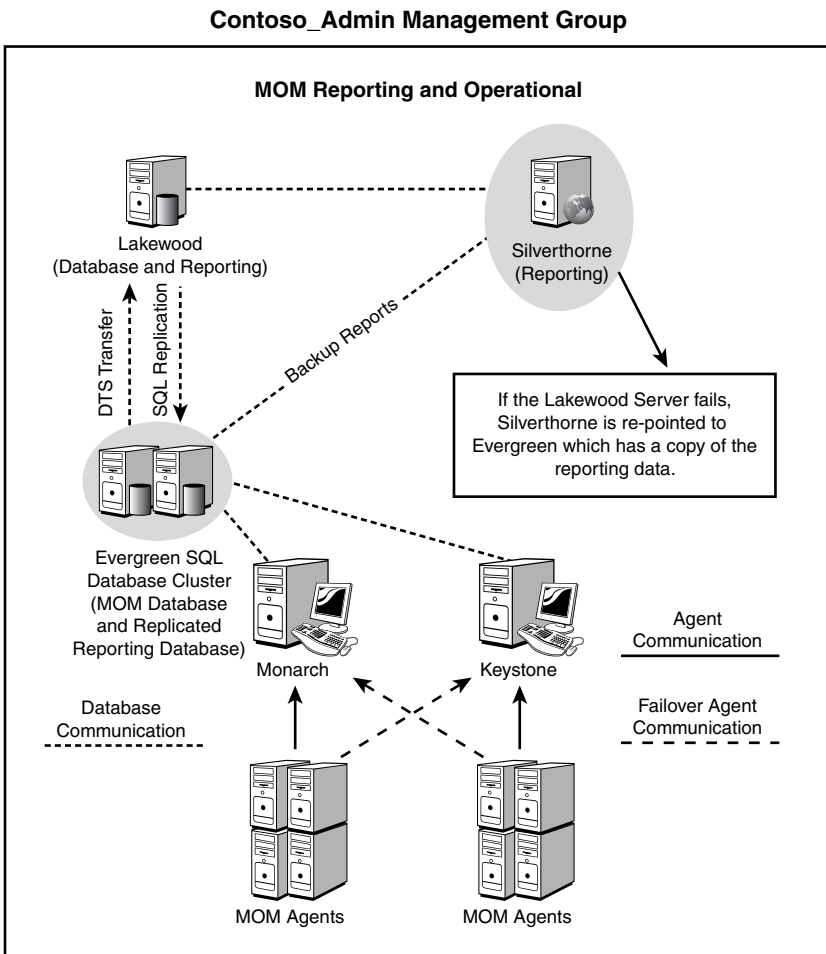 Contoso_Admin Management Group
MOM Reporting and Operational
Lakewood
(Database and Reporting)
Silverthorne
(Reporting)
DTS Transfer
SQL Replication
Backup Reports
If the Lakewood Server fails,
Silverthorne is re-pointed to
Evergreen which has a copy of the
reporting data.
Evergreen SQL
Database Cluster
(MOM Database
and Replicated
Reporting Database)
Monarch
Keystone
Agent
Communication
Database
Communication
Failover Agent
Communication
MOM Agents
MOM Agents